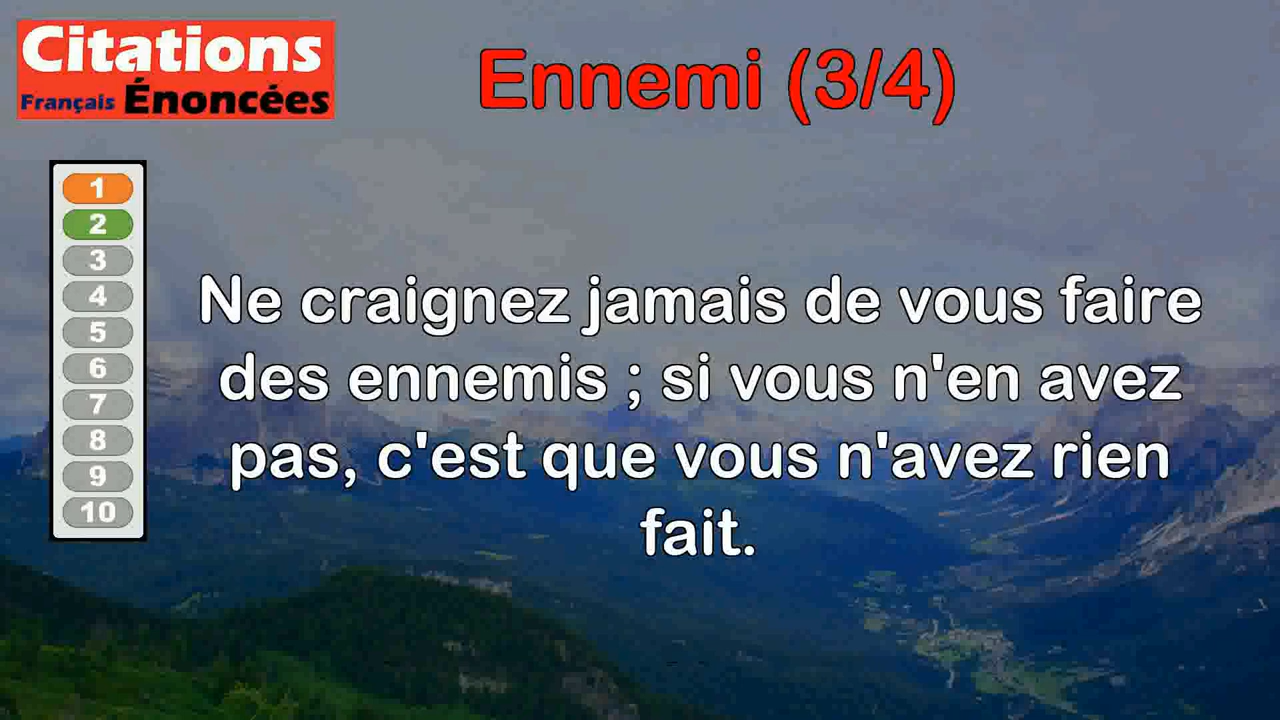 Citations
Français Énoncées
Ennemi (3/4)
1
2
3
4
5
6
7
8
9
10
Ne craignez jamais de vous faire
des ennemis ; si vous n'en avez
pas, c'est que vous n'avez rien
fait.